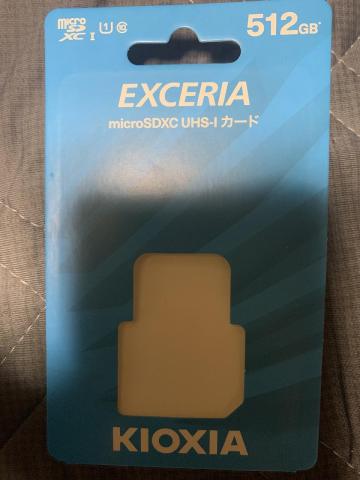 micro SD XC I U1 C10
512GB*
EXCERIA
microSDXC UHS-I カード
KIOXIA